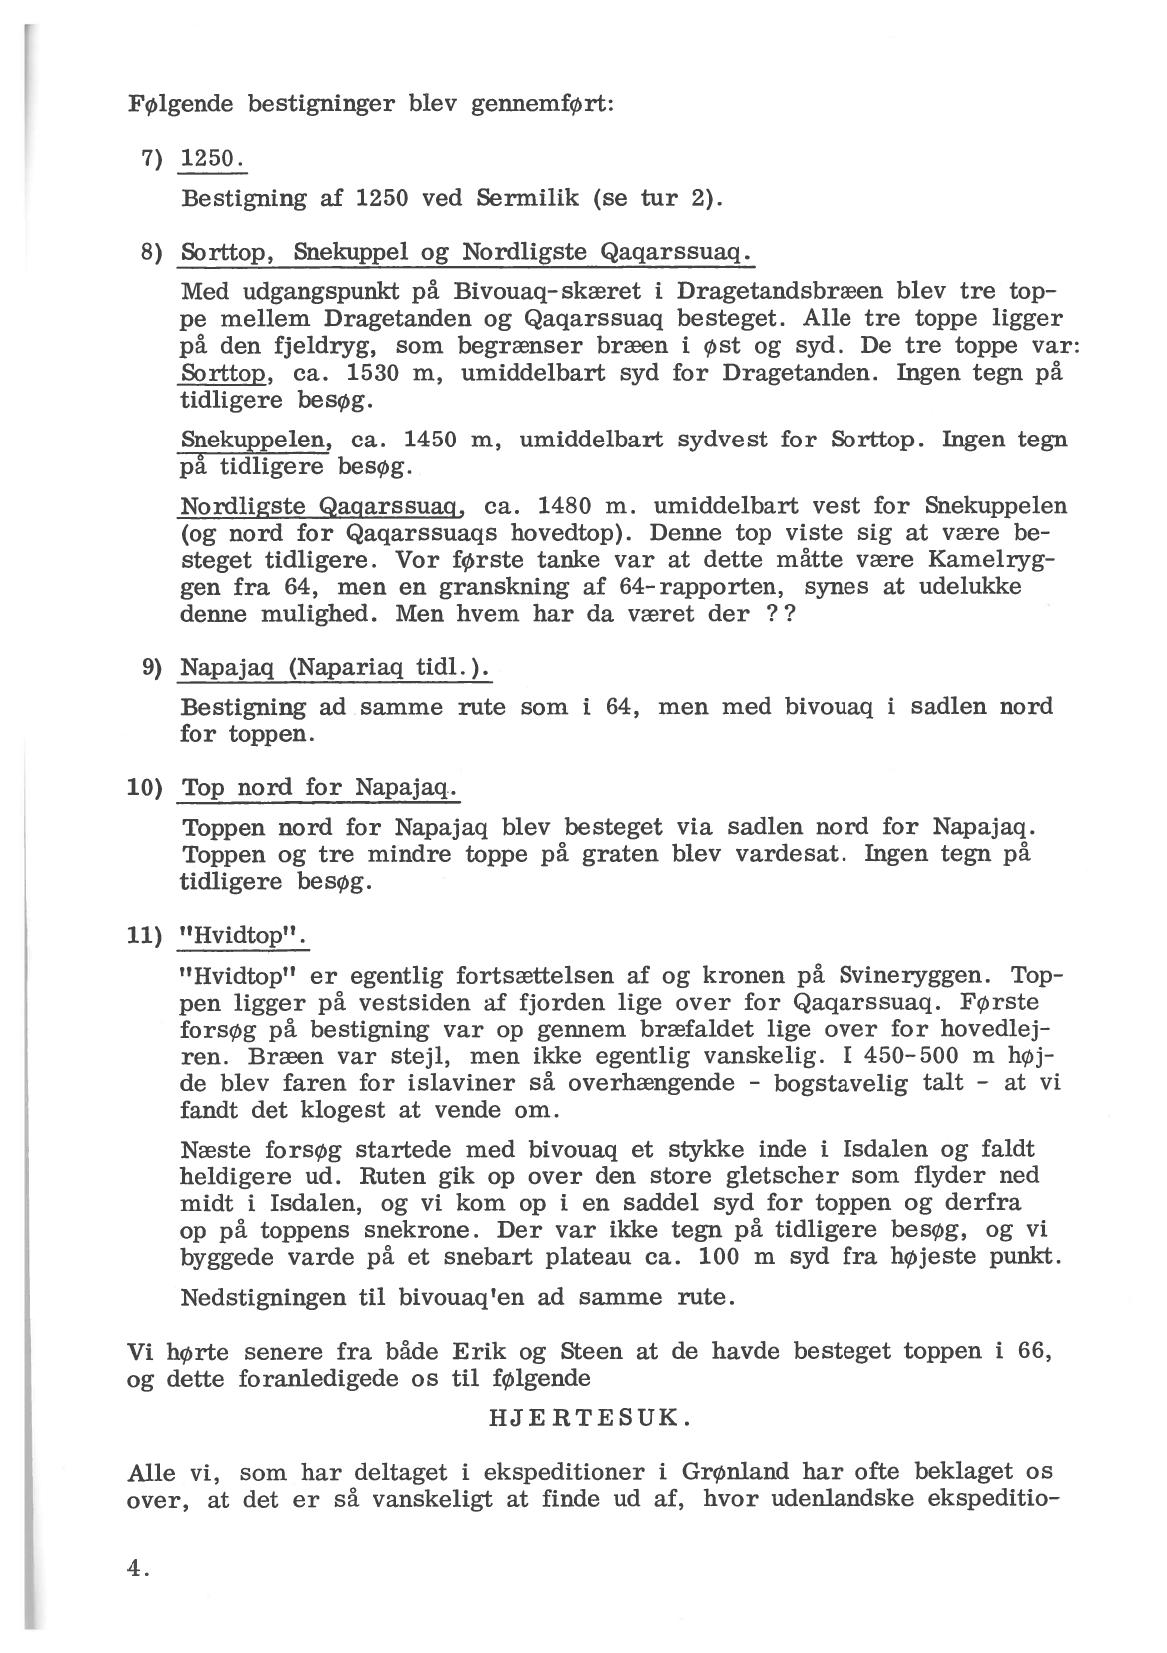 Følgende bestigninger blev gennemført:
7) 1250.
Bestigning af 1250 ved Sermilik (se tur 2).
8) Sorttop, Snekuppel og Nordligste Qaqarssuaq.
Med udgangspunkt på Bivouaq-skæret i Dragetandsbræen blev tre top-
pe mellem Dragetanden og Qaqarssuaq besteget. Alle tre toppe ligger
på den fjeldryg, som begrænser bræen i øst og syd. De tre toppe var:
Sorttop, ca. 1530 m, umiddelbart syd for Dragetanden. Ingen tegn på
tidligere besøg.
Snekuppelen, ca. 1450 m, umiddelbart sydvest for Sorttop. Ingen tegn
på tidligere besøg.
Nordligste Qaqarssuaq, ca. 1480 m. umiddelbart vest for Snekuppelen
(og nord for Qaqarssuaqs hovedtop). Denne top viste sig at være be-
steget tidligere. Vor første tanke var at dette måtte være Kamelryg-
gen fra 64, men en granskning af 64-rapporten, synes at udelukke
denne mulighed. Men hvem har da været der ??
9) Napajaq (Napariaq tidl.).
Bestigning ad samme rute som i 64, men med bivouaq i sadlen nord
for toppen.
10) Top nord for Napajaq.
Toppen nord for Napajaq blev besteget via sadlen nord for Napajaq.
Toppen og tre mindre toppe på graten blev vardesat. Ingen tegn på
tidligere besøg.
11) "Hvidtop".
"Hvidtop" er egentlig fortsættelsen af og kronen på Svineryggen. Top-
pen ligger på vestsiden af fjorden lige over for Qaqarssuaq. Første
forsøg på bestigning var op gennem bræfaldet lige over for hovedlej-
ren. Bræen var stejl, men ikke egentlig vanskelig. I 450-500 m høj-
de blev faren for islaviner så overhængende - bogstavelig talt - at vi
fandt det klogest at vende om.
Næste forsøg startede med bivouaq et stykke inde i Isdalen og faldt
heldigere ud. Ruten gik op over den store gletscher som flyder ned
midt i Isdalen, og vi kom op i en saddel syd for toppen og derfra
op på toppens snekrone. Der var ikke tegn på tidligere besøg, og vi
byggede varde på et snebart plateau ca. 100 m syd fra højeste punkt.
Nedstigningen til bivouaq'en ad samme rute.
Vi hørte senere fra både Erik og Steen at de havde besteget toppen i 66,
og dette foranledigede os til følgende
HJERTESUK.
Alle vi, som har deltaget i ekspeditioner i Grønland har ofte beklaget os
over, at det er så vanskeligt at finde ud af, hvor udenlandske ekspeditio-
4.